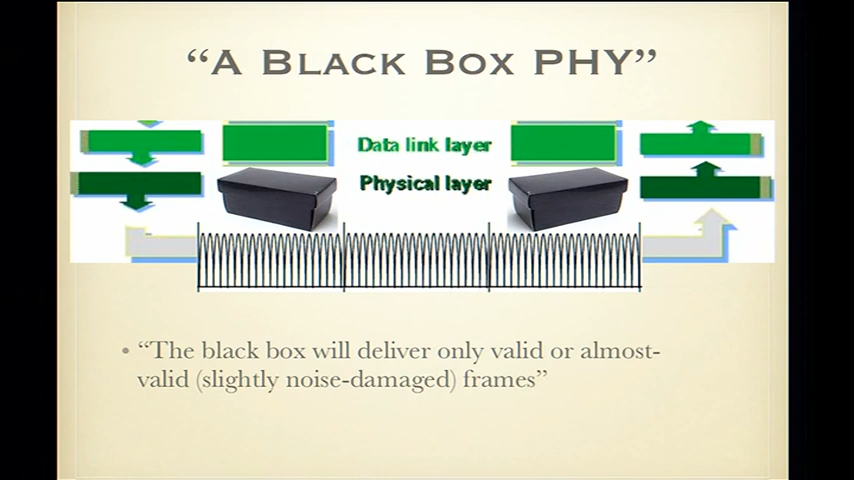 “A Black Box PHY”
Data link layer
Physical layer
• “The black box will deliver only valid or almost-
valid (slightly noise-damaged) frames”